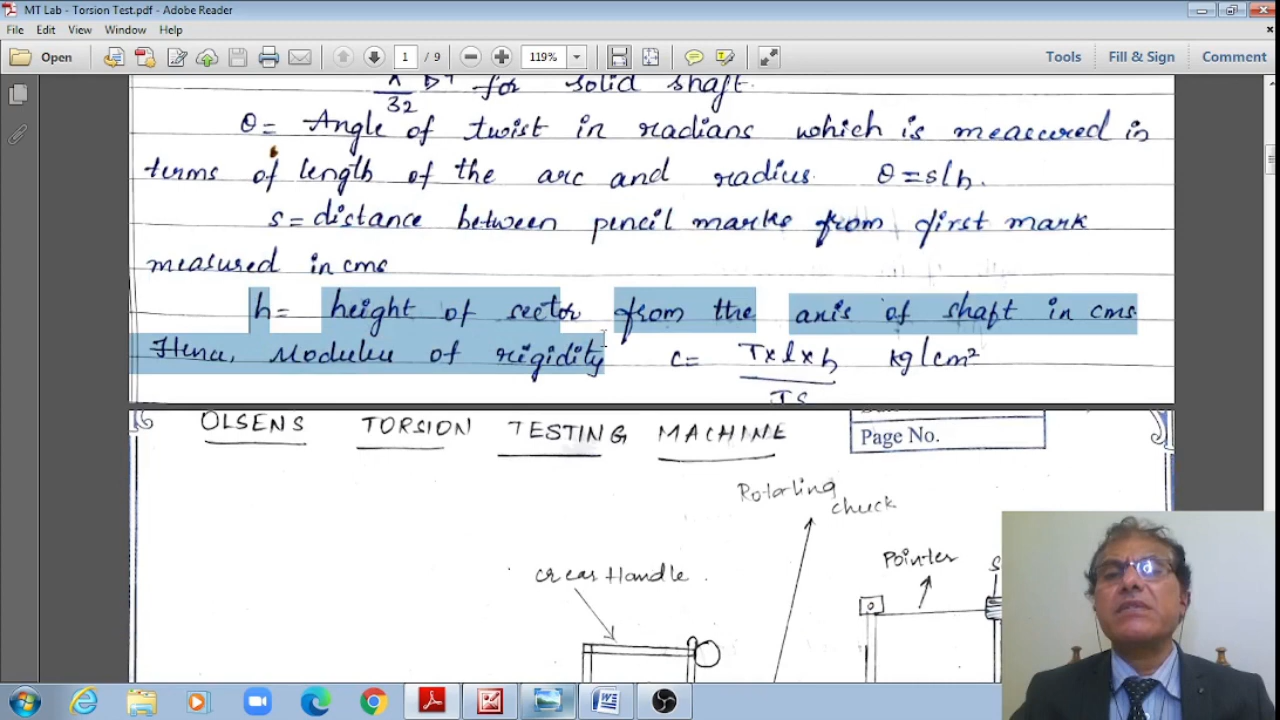 MT Lab - Torsion Test.pdf - Adobe Reader
File Edit View Window Help
Open 1 / 9 119% Tools Fill & Sign Comment
π/32 D⁴ for solid shaft.
θ = Angle of twist in radians which is measured in
terms of length of the arc and radius. θ = s/h.
s = distance between pencil marks from first mark
measured in cms
h = height of sector from the axis of shaft in cms
Hence, Modulus of rigidity c = T x l x h / JS kg/cm²
OLSENS TORSION TESTING MACHINE
Page No.
Rotarling
chuck
Pointer
Crear Handle.